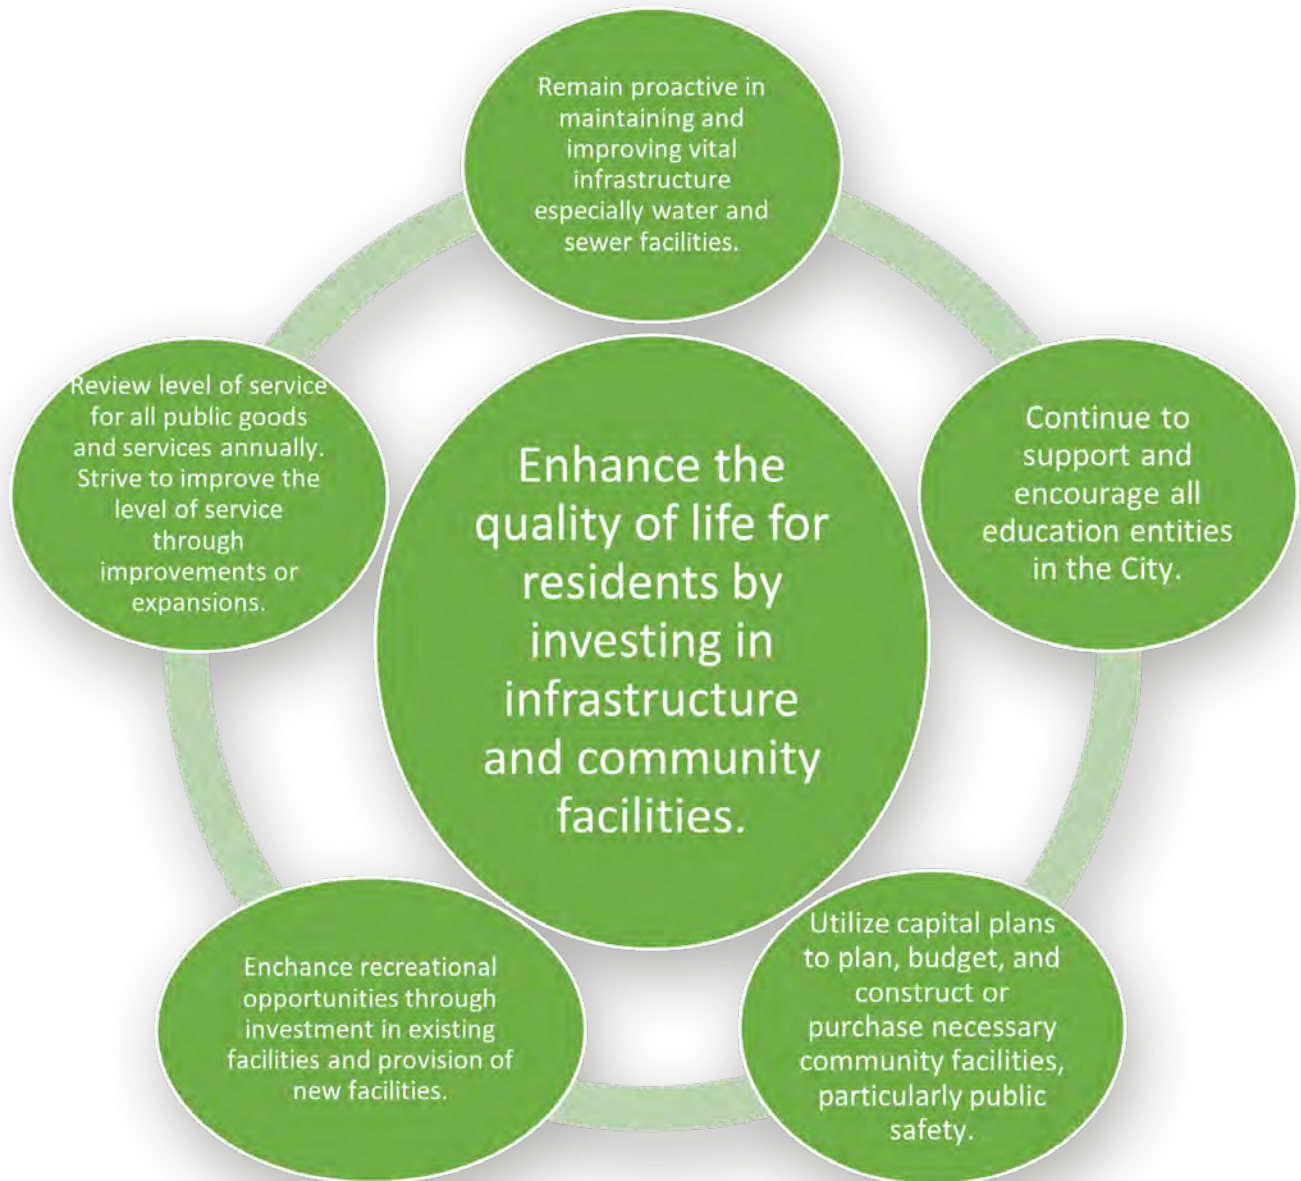 Remain proactive in
maintaining and
improving vital
infrastructure
especially water and
sewer facilities.
Continue to
support and
encourage all
education entities
in the City.
Utilize capital plans
to plan, budget, and
construct or
purchase necessary
community facilities,
particularly public
safety.
Enchance recreational
opportunities through
investment in existing
facilities and provision of
new facilities.
Review level of service
for all public goods
and services annually.
Strive to improve the
level of service
through
improvements or
expansions.
Enhance the
quality of life for
residents by
investing in
infrastructure
and community
facilities.